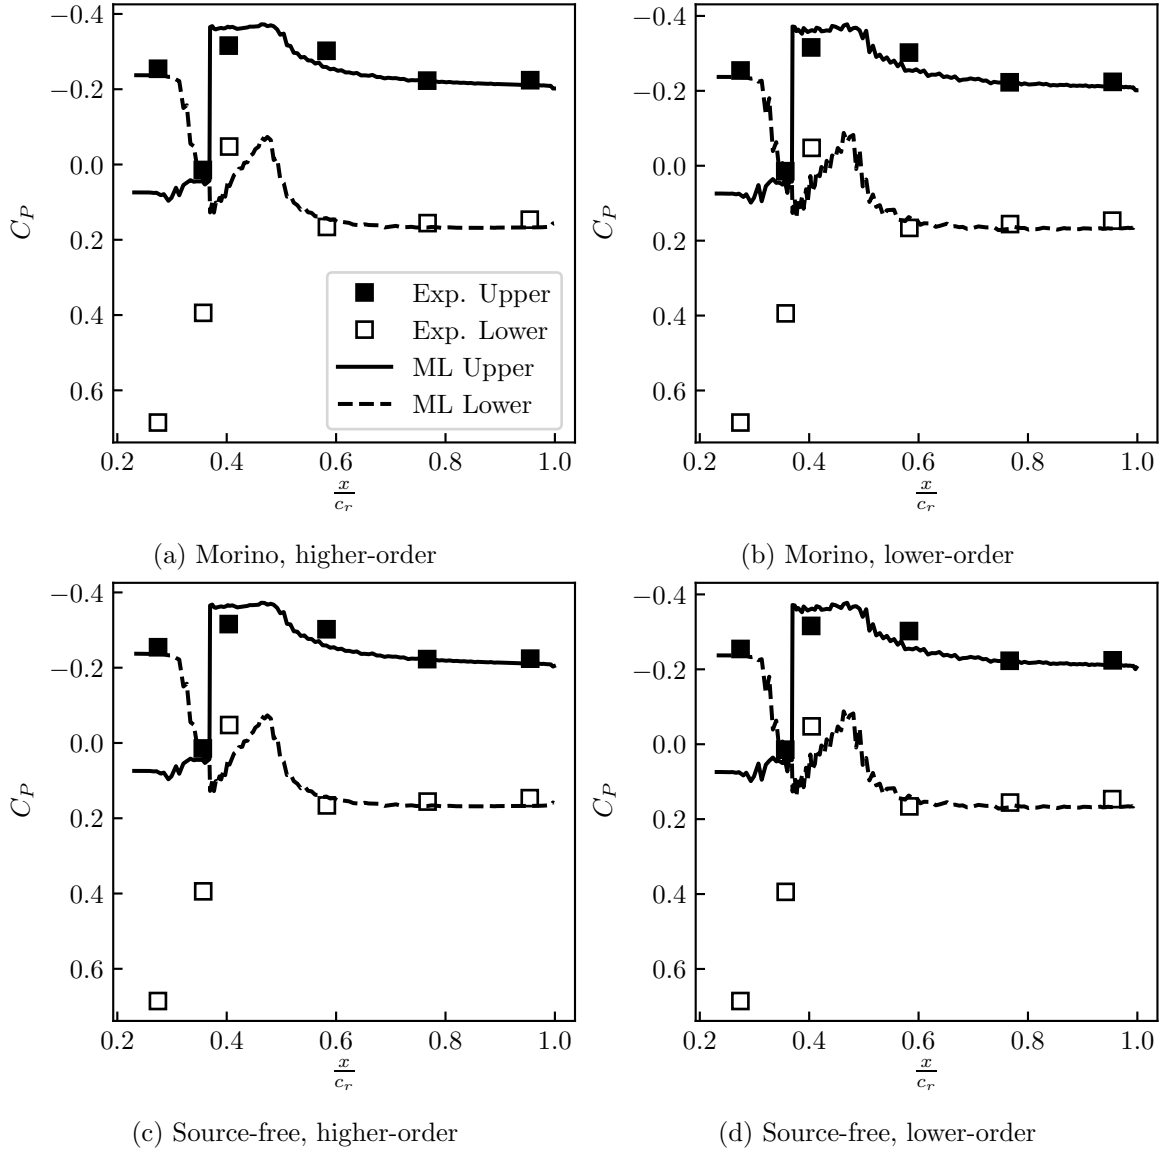 −0.4
−0.2
0.0
0.2
0.4
0.6
C_P
0.2 0.4 0.6 0.8 1.0
x
c_r
Exp. Upper
Exp. Lower
ML Upper
ML Lower
(a) Morino, higher-order
−0.4
−0.2
0.0
0.2
0.4
0.6
C_P
0.2 0.4 0.6 0.8 1.0
x
c_r
(b) Morino, lower-order
−0.4
−0.2
0.0
0.2
0.4
0.6
C_P
0.2 0.4 0.6 0.8 1.0
x
c_r
(c) Source-free, higher-order
−0.4
−0.2
0.0
0.2
0.4
0.6
C_P
0.2 0.4 0.6 0.8 1.0
x
c_r
(d) Source-free, lower-order